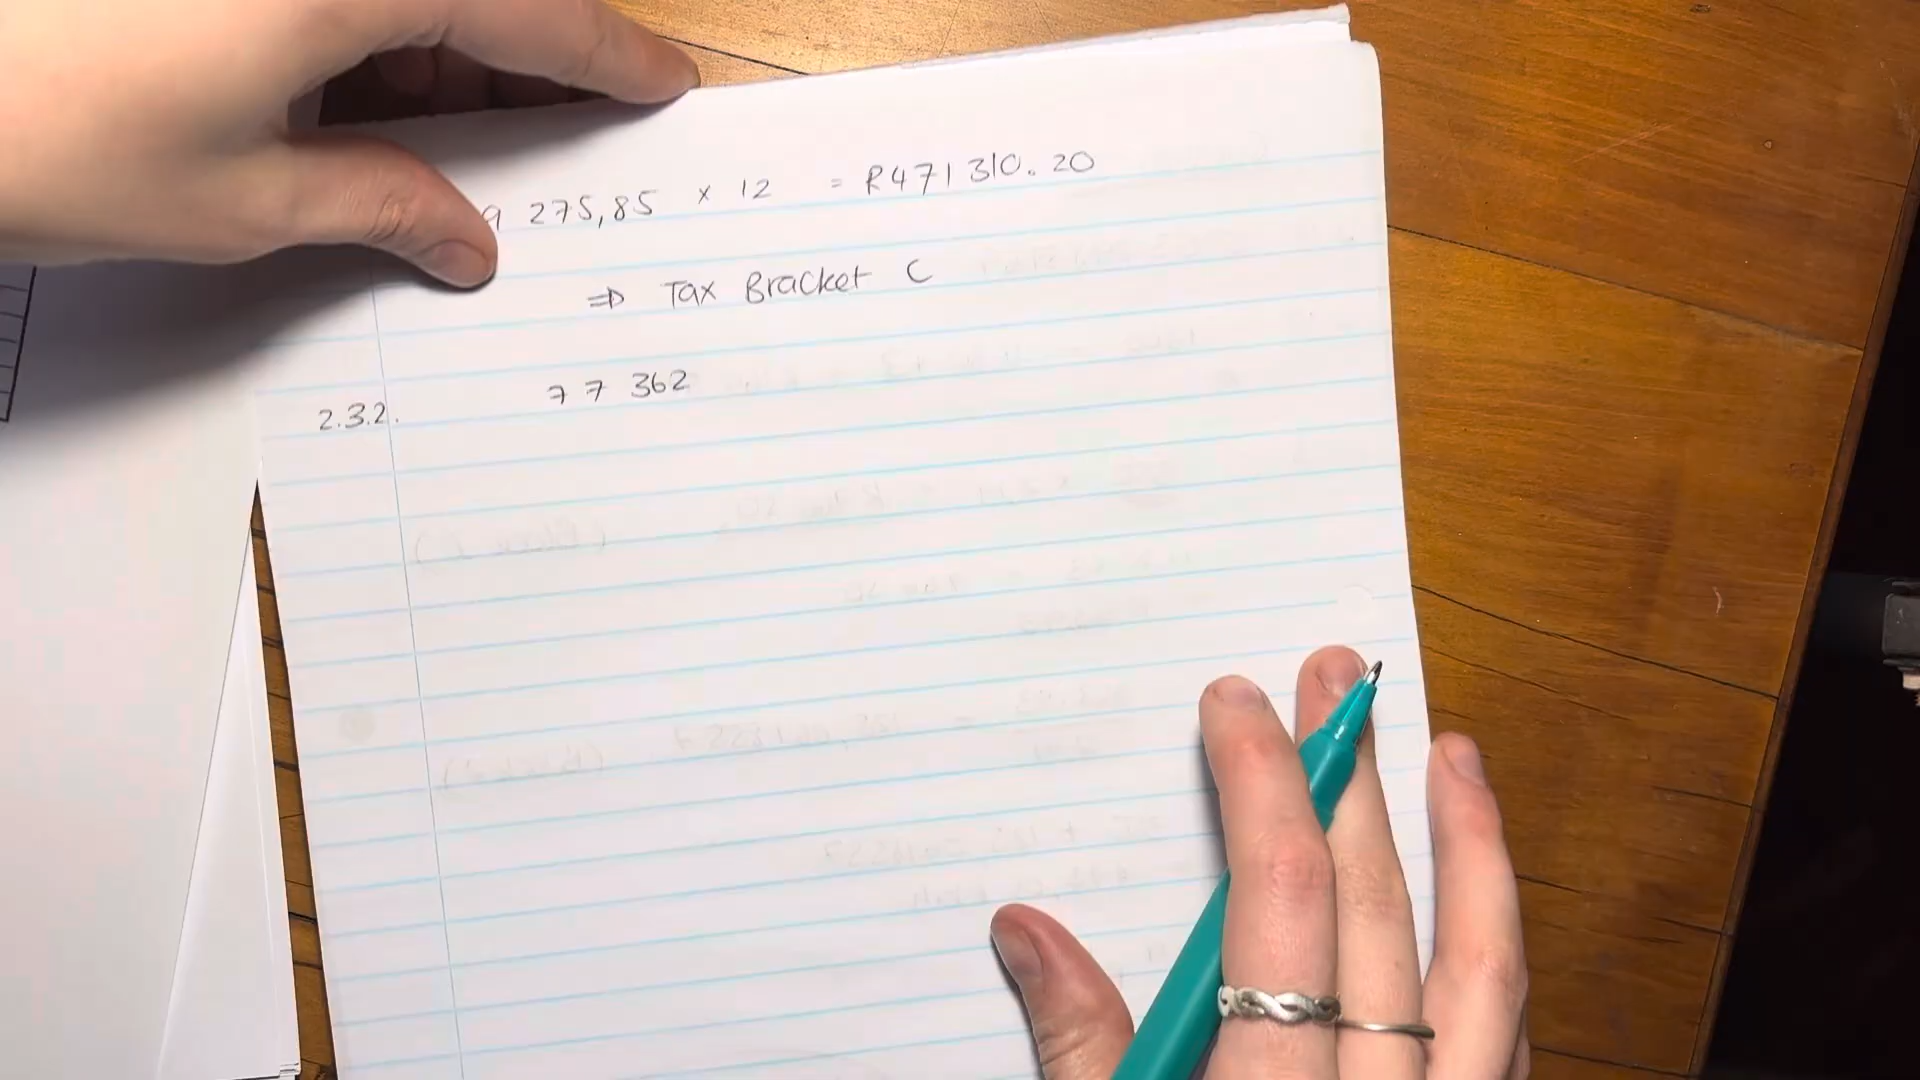 9 275,85 × 12 = R471 310.20
⇒ Tax Bracket C
2.3.2. 77 362